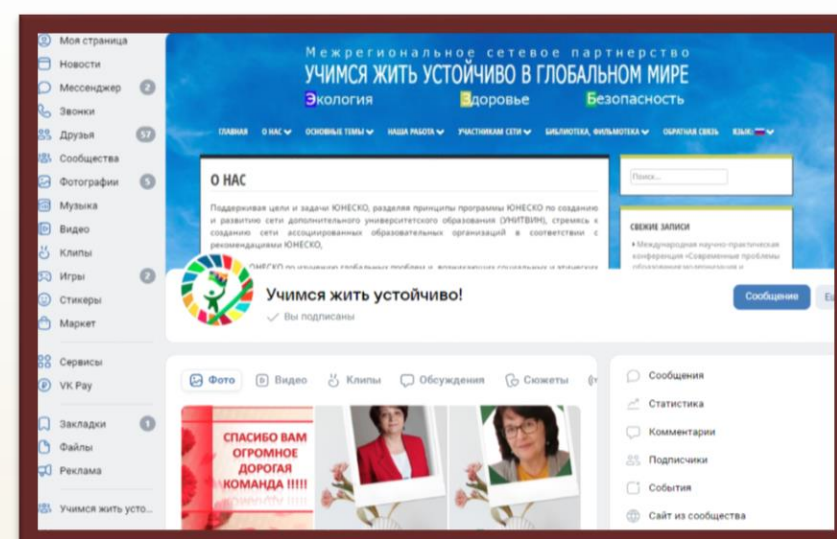 Моя страница
Новости
Мессенджер 2
Звонки
Друзья 57
Сообщества
Фотографии 5
Музыка
Видео
Клипы
Игры 2
Стикеры
Маркет
Сервисы
VK Pay
Закладки 1
Файлы
Реклама
Учимся жить усто...
Межрегиональное сетевое партнерство
УЧИМСЯ ЖИТЬ УСТОЙЧИВО В ГЛОБАЛЬНОМ МИРЕ
Экология Здоровье Безопасность
ГЛАВНАЯ О НАС ОСНОВНЫЕ ТЕМЫ НАША РАБОТА УЧАСТНИКАМ СЕТИ БИБЛИОТЕКА, ФИЛЬМОТЕКА ОБРАТНАЯ СВЯЗЬ ЯЗЫК:
О НАС
Поддерживая цели и задачи ЮНЕСКО, разделяя принципы программы ЮНЕСКО по созданию
и развитию сети дополнительного университетского образования (УНИТВИН), стремясь к
созданию сети ассоциированных образовательных организаций в соответствии с
рекомендациями ЮНЕСКО,
Поиск...
СВЕЖИЕ ЗАПИСИ
Международная научно-практическая
конференция «Современные проблемы
Учимся жить устойчиво!
Вы подписаны
Сообщение
Фото Видео Клипы Обсуждения Сюжеты
СПАСИБО ВАМ
ОГРОМНОЕ
ДОРОГАЯ
КОМАНДА !!!!!
Сообщения
Статистика
Комментарии
Подписчики
События
Сайт из сообщества